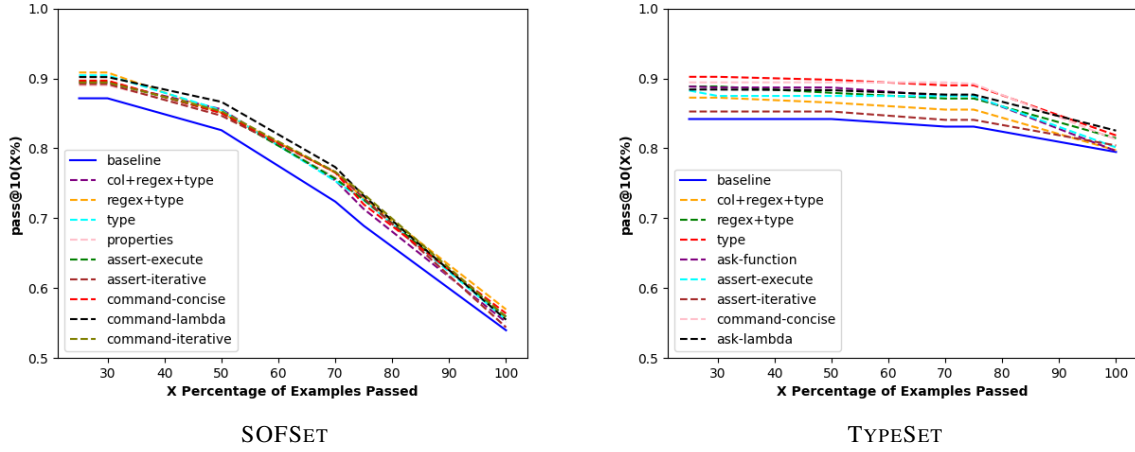 1.0
0.9
0.8
0.7
0.6
0.5
pass@10(X%)
baseline
col+regex+type
regex+type
type
properties
assert-execute
assert-iterative
command-concise
command-lambda
command-iterative
30 40 50 60 70 80 90 100
X Percentage of Examples Passed
SOFSET
1.0
0.9
0.8
0.7
0.6
0.5
pass@10(X%)
baseline
col+regex+type
regex+type
type
ask-function
assert-execute
assert-iterative
command-concise
ask-lambda
30 40 50 60 70 80 90 100
X Percentage of Examples Passed
TYPESET